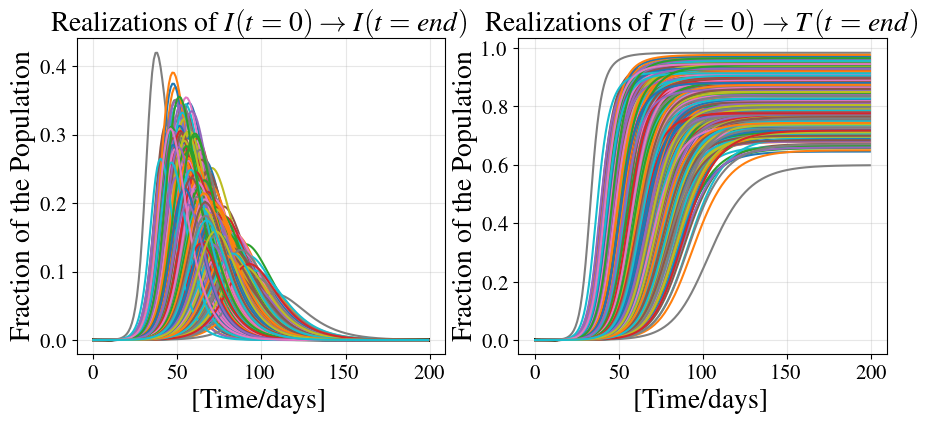 Realizations of I(t = 0) → I(t = end)
Fraction of the Population
0.4
0.3
0.2
0.1
0.0
0 50 100 150 200
[Time/days]
Realizations of T(t = 0) → T(t = end)
Fraction of the Population
1.0
0.8
0.6
0.4
0.2
0.0
0 50 100 150 200
[Time/days]